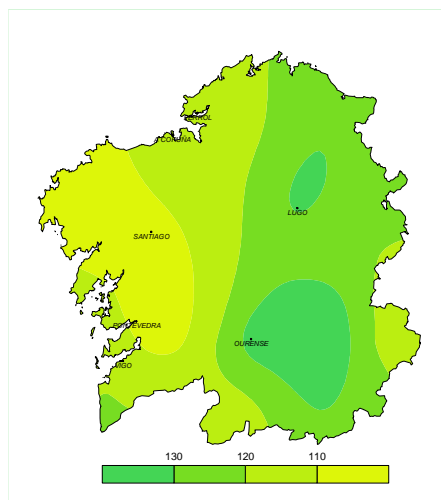 FERROL
A CORUÑA
LUGO
SANTIAGO
PONTEVEDRA
OURENSE
VIGO
130 120 110